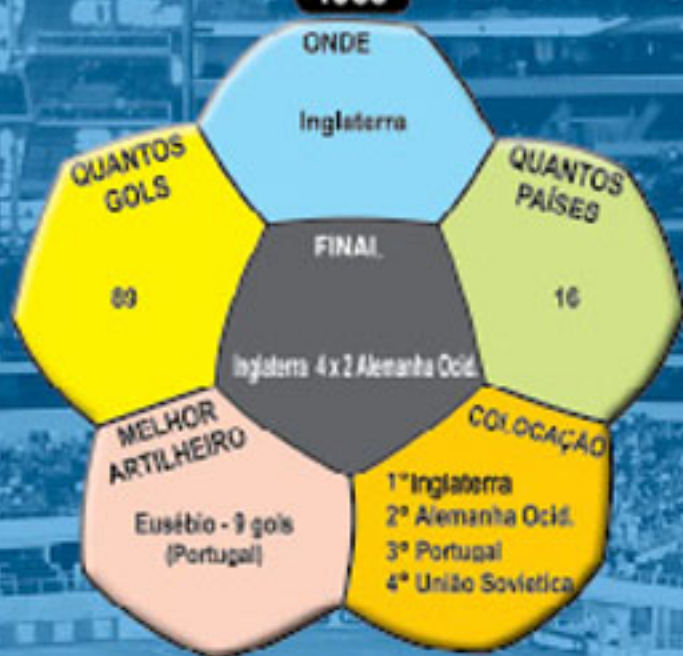 ONDE
Inglaterra
QUANTOS
GOLS
89
QUANTOS
PAÍSES
16
FINAL
Inglaterra 4 x 2 Alemanha Ocid.
MELHOR
ARTILHEIRO
Eusébio - 9 gols
(Portugal)
COLOCAÇÃO
1º Inglaterra
2º Alemanha Ocid.
3º Portugal
4º União Sovietica